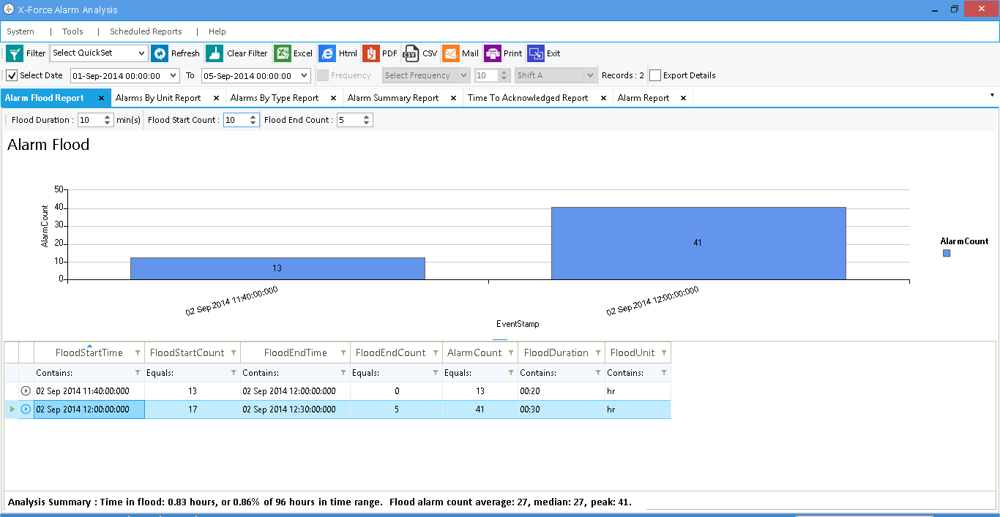 X-Force Alarm Analysis
System | Tools | Scheduled Reports | Help
Filter Select QuickSet Refresh Clear Filter Excel Html PDF CSV CSV Mail Print Exit
Select Date 01-Sep-2014 00:00:00 To 05-Sep-2014 00:00:00 Frequency Select Frequency 10 Shift A Records : 2 Export Details
Alarm Flood Report Alarms By Unit Report Alarms By Type Report Alarm Summary Report Time To Acknowledged Report Alarm Report
Flood Duration : 10 min(s) Flood Start Count : 10 Flood End Count : 5
Alarm Flood
50
40
30
20
10
0
AlarmCount
13
41
AlarmCount
02 Sep 2014 11:40:00:000
02 Sep 2014 12:00:00:000
EventStamp
FloodStartTime FloodStartCount FloodEndTime FloodEndCount AlarmCount FloodDuration FloodUnit
Contains: Equals: Contains: Equals: Equals: Contains: Contains:
02 Sep 2014 11:40:00:000 13 02 Sep 2014 12:00:00:000 0 13 00:20 hr
02 Sep 2014 12:00:00:000 17 02 Sep 2014 12:30:00:000 5 41 00:30 hr
Analysis Summary : Time in flood: 0.83 hours, or 0.86% of 96 hours in time range. Flood alarm count average: 27, median: 27, peak: 41.